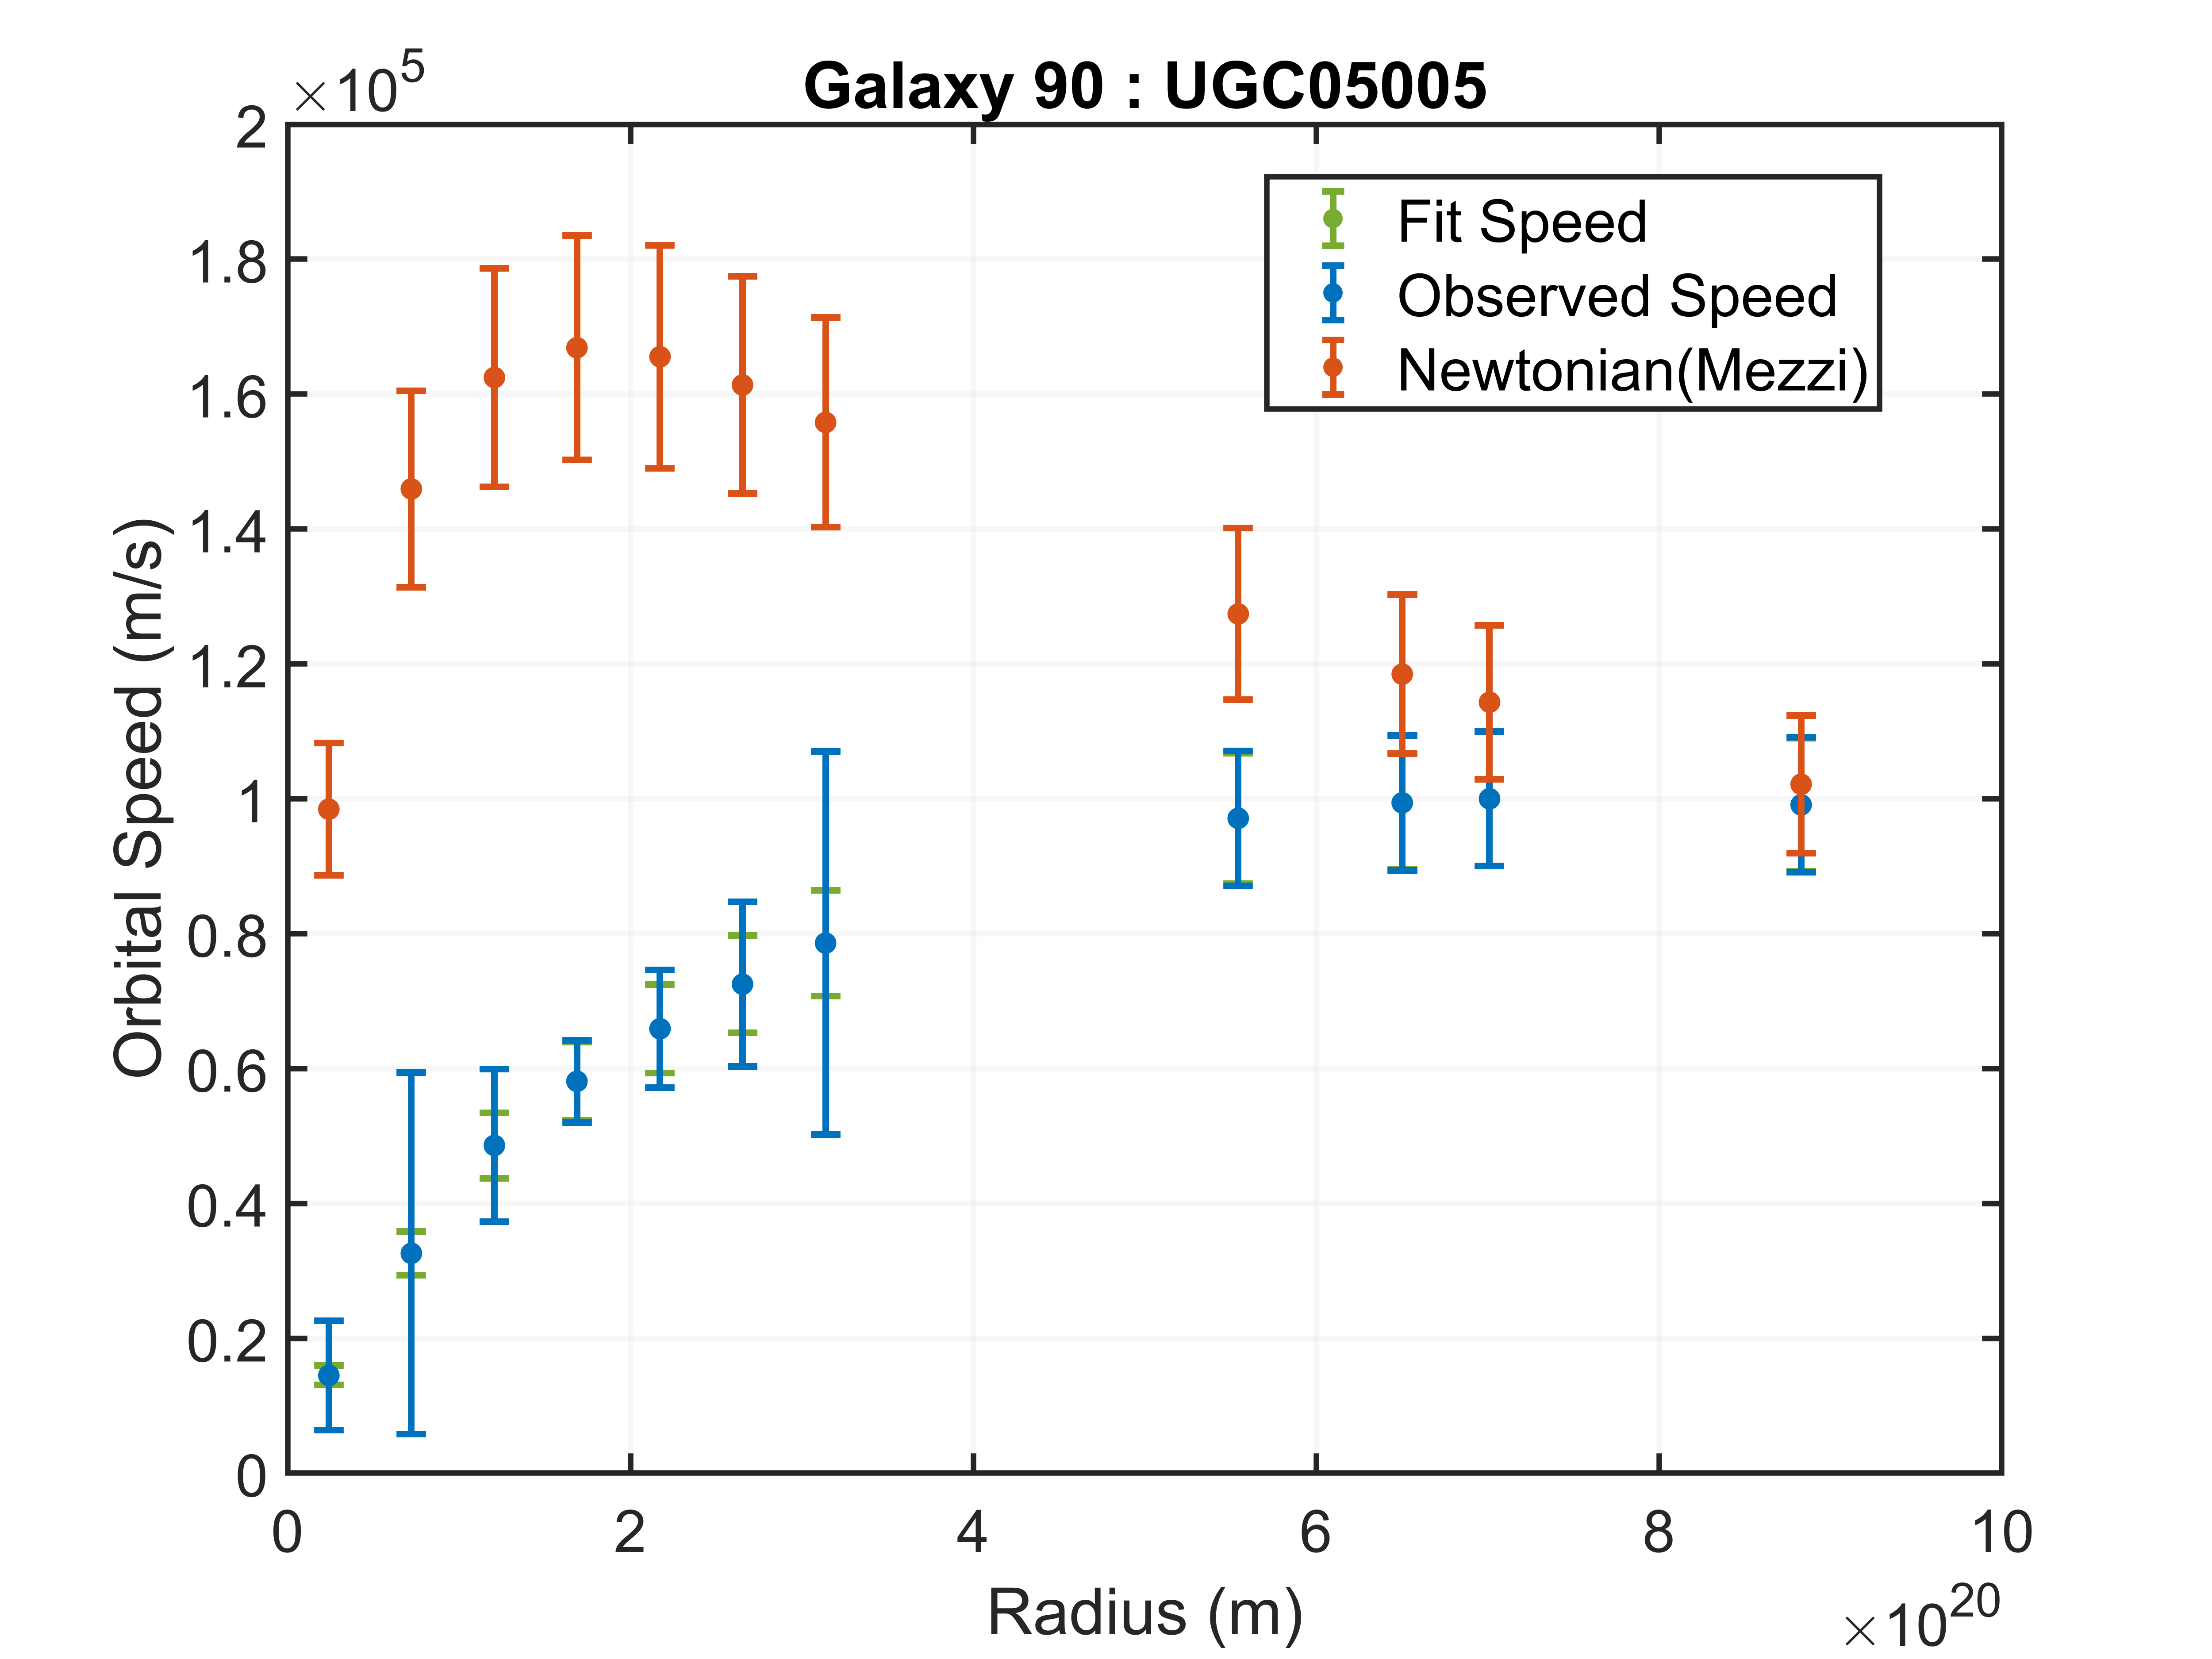 Galaxy 90 : UGC05005
×10^5
2
1.8
1.6
1.4
1.2
1
0.8
0.6
0.4
0.2
0
Orbital Speed (m/s)
Fit Speed
Observed Speed
Newtonian(Mezzi)
0 2 4 6 8 10
Radius (m)
×10^20